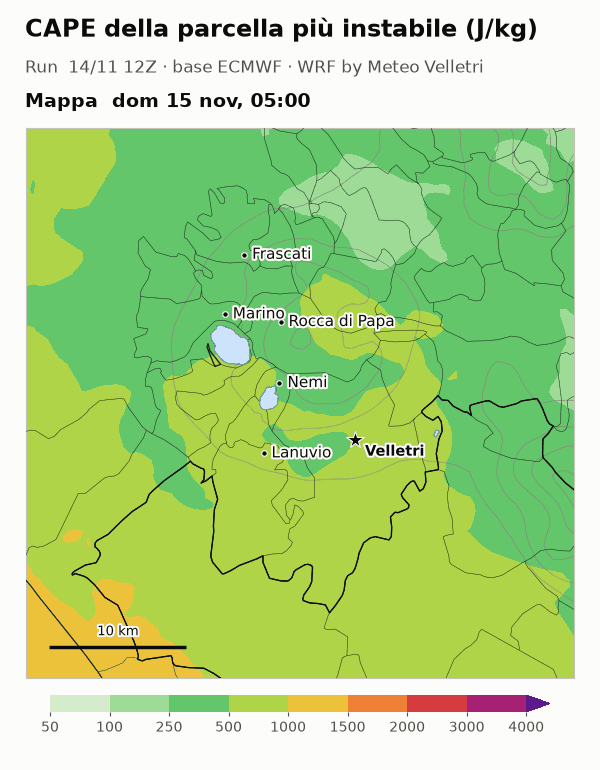 CAPE della parcella più instabile (J/kg)
Run  14/11 12Z · base ECMWF · WRF by Meteo Velletri
Mappa  dom 15 nov, 05:00
Frascati
Marino
Rocca di Papa
Nemi
Velletri
Lanuvio
10 km
50 100 250 500 1000 1500 2000 3000 4000